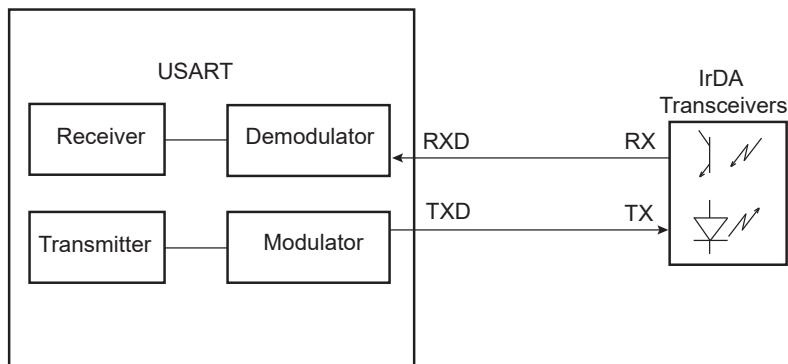 USART
IrDA
Transceivers
Receiver
Demodulator
RXD
RX
Transmitter
Modulator
TXD
TX